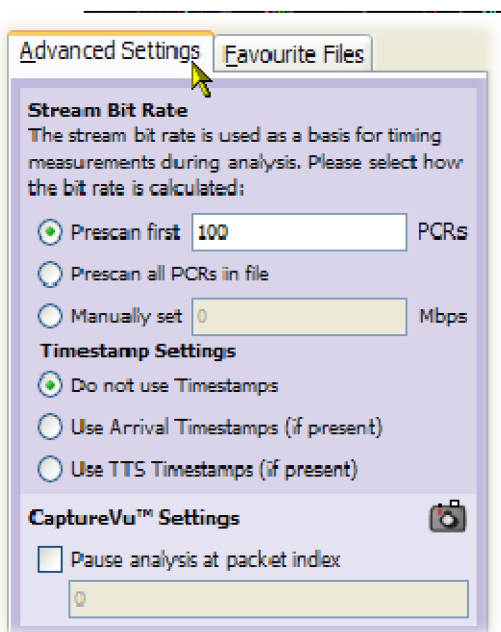 Advanced Settings Favourite Files
Stream Bit Rate
The stream bit rate is used as a basis for timing
measurements during analysis. Please select how
the bit rate is calculated:
Prescan first 100 PCRs
Prescan all PCRs in file
Manually set 0 Mbps
Timestamp Settings
Do not use Timestamps
Use Arrival Timestamps (if present)
Use TTS Timestamps (if present)
CaptureVu™ Settings
Pause analysis at packet index
0